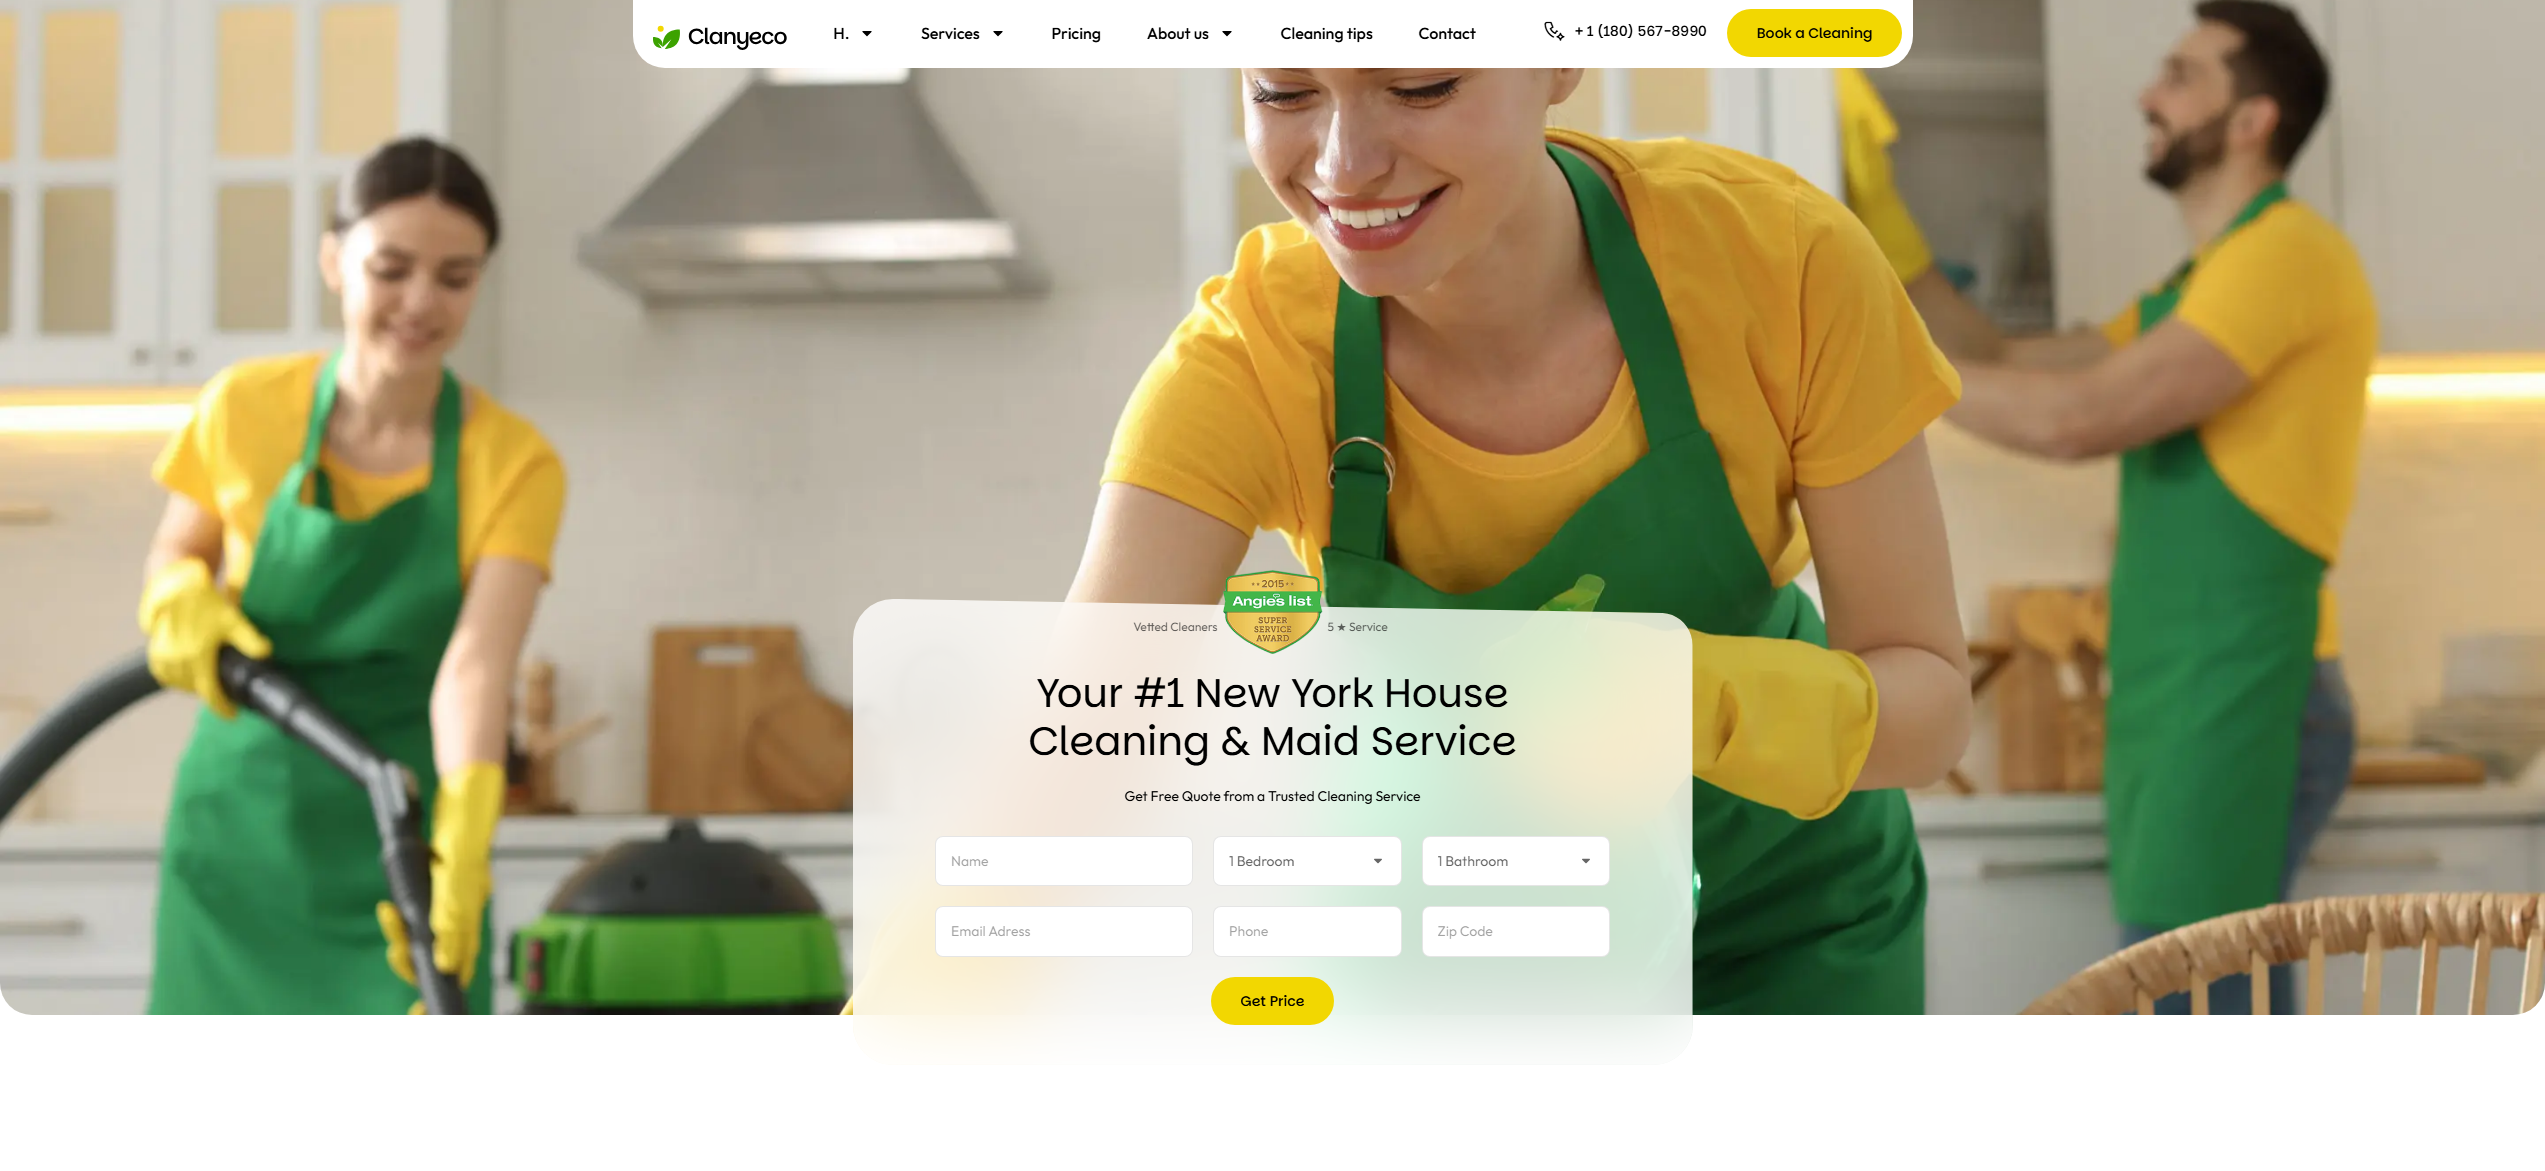 Clanyeco
H.
Services
Pricing
About us
Cleaning tips
Contact
+ 1 (180) 567-8990
Book a Cleaning
2015
Angie's list
SUPER
SERVICE
AWARD
Vetted Cleaners
5 ★ Service
Your #1 New York House
Cleaning & Maid Service
Get Free Quote from a Trusted Cleaning Service
Name
1 Bedroom
1 Bathroom
Email Adress
Phone
Zip Code
Get Price